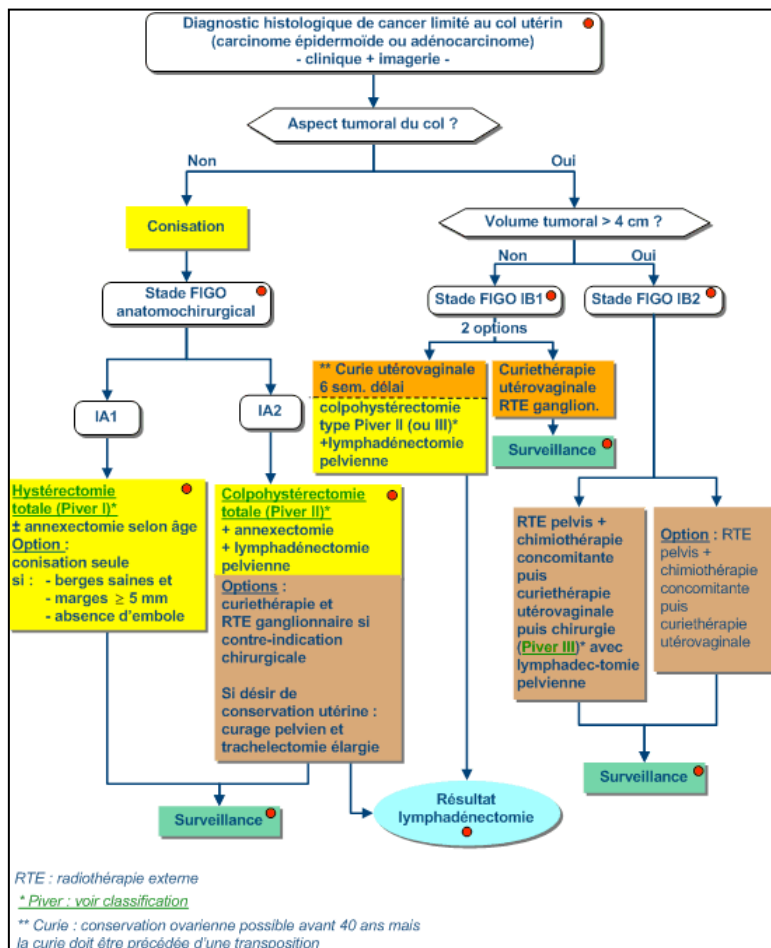 Diagnostic histologique de cancer limité au col utérin
(carcinome épidermoïde ou adénocarcinome)
- clinique + imagerie -
Aspect tumoral du col ?
Non
Oui
Conisation
Volume tumoral > 4 cm ?
Non
Oui
Stade FIGO
anatomochirurgical
Stade FIGO IB1
Stade FIGO IB2
2 options
IA1
IA2
** Curie utérovaginale
6 sem. délai
colpohystérectomie
type Piver II (ou III)*
+lymphadénectomie
pelvienne
Curiethérapie
utérovaginale
RTE ganglion.
Surveillance
Hystérectomie
totale (Piver I)*
± annexectomie selon âge
Option :
conisation seule
si : - berges saines et
- marges ≥ 5 mm
- absence d'embole
Colpohystérectomie
totale (Piver II)*
+ annexectomie
+ lymphadénectomie
pelvienne
Options :
curiethérapie et
RTE ganglionnaire si
contre-indication
chirurgicale
Si désir de
conservation utérine :
curage pelvien et
trachelectomie élargie
RTE pelvis +
chimiothérapie
concomitante
puis
curiethérapie
utérovaginale
puis chirurgie
(Piver III)* avec
lymphadec-tomie
pelvienne
Option : RTE
pelvis +
chimiothérapie
concomitante
puis
curiethérapie
utérovaginale
Surveillance
Résultat
lymphadénectomie
Surveillance
RTE : radiothérapie externe
* Piver : voir classification
** Curie : conservation ovarienne possible avant 40 ans mais
la curie doit être précédée d'une transposition